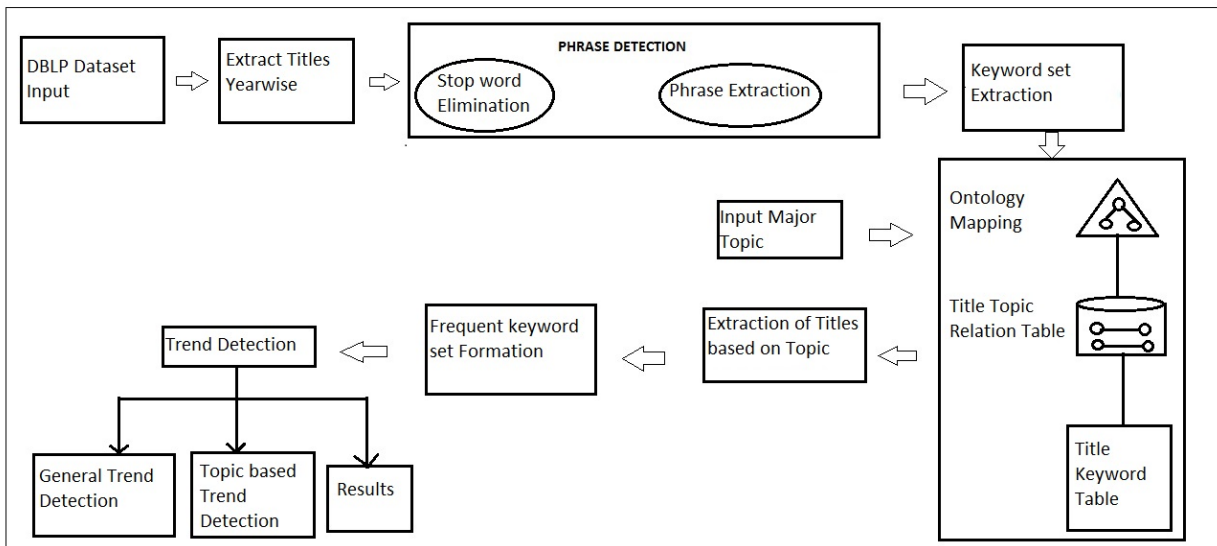 DBLP Dataset
Input
Extract Titles
Yearwise
PHRASE DETECTION
Stop word
Elimination
Phrase Extraction
Keyword set
Extraction
Ontology
Mapping
Input Major
Topic
Title Topic
Relation Table
Title
Keyword
Table
Extraction of Titles
based on Topic
Frequent keyword
set Formation
Trend Detection
General Trend
Detection
Topic based
Trend
Detection
Results